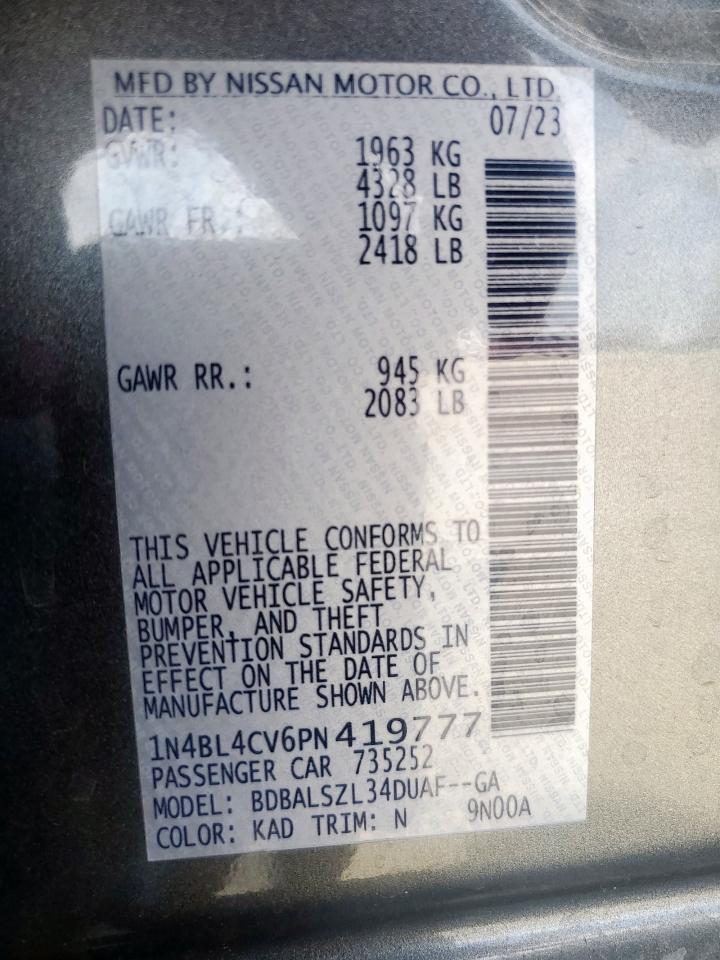 MFD BY NISSAN MOTOR CO., LTD.
DATE: 07/23
GVWR: 1963 KG
4328 LB
GAWR FR.: 1097 KG
2418 LB
GAWR RR.: 945 KG
2083 LB
THIS VEHICLE CONFORMS TO
ALL APPLICABLE FEDERAL
MOTOR VEHICLE SAFETY,
BUMPER, AND THEFT
PREVENTION STANDARDS IN
EFFECT ON THE DATE OF
MANUFACTURE SHOWN ABOVE.
1N4BL4CV6PN419777
PASSENGER CAR 735252
MODEL: BDBALSZL34DUAF--GA
COLOR: KAD TRIM: N 9N00A